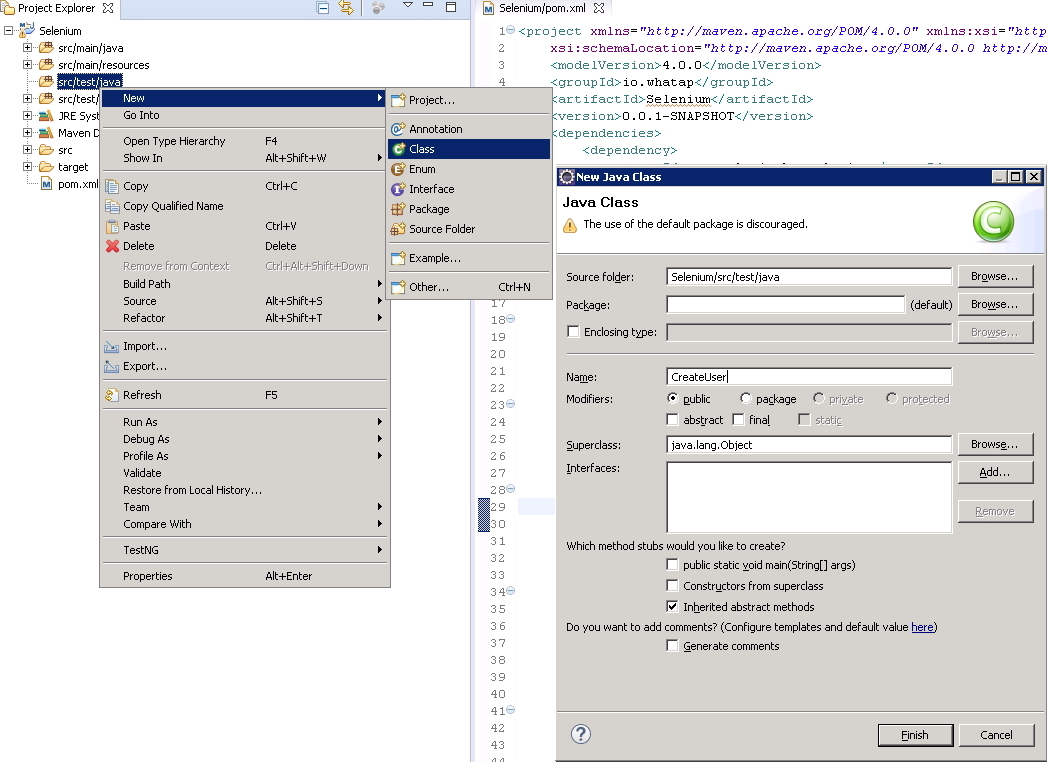 Project Explorer
Selenium
src/main/java
src/main/resources
src/test/java
src/test/
JRE Syst
Maven D
src
target
pom.xml
New
Go Into
Open Type Hierarchy F4
Show In Alt+Shift+W
Copy Ctrl+C
Copy Qualified Name
Paste Ctrl+V
Delete Delete
Remove from Context Ctrl+Alt+Shift+Down
Build Path
Source Alt+Shift+S
Refactor Alt+Shift+T
Import...
Export...
Refresh F5
Run As
Debug As
Profile As
Validate
Restore from Local History...
Team
Compare With
TestNG
Properties Alt+Enter
Project...
Annotation
Class
Enum
Interface
Package
Source Folder
Example...
Other... Ctrl+N
Selenium/pom.xml
1 <project xmlns="http://maven.apache.org/POM/4.0.0" xmlns:xsi="http
2 xsi:schemaLocation="http://maven.apache.org/POM/4.0.0 http://m
3 <modelVersion>4.0.0</modelVersion>
4 <groupId>io.whatap</groupId>
<artifactId>Selenium</artifactId>
<version>0.0.1-SNAPSHOT</version>
<dependencies>
<dependency>
17
18
19
20
21
22
23
24
25
26
27
28
29
30
31
32
33
34
35
36
37
38
39
40
41
42
43
44
New Java Class
Java Class
The use of the default package is discouraged.
Source folder: Selenium/src/test/java Browse...
Package: (default) Browse...
Enclosing type: Browse...
Name: CreateUser
Modifiers: public package private protected
abstract final static
Superclass: java.lang.Object Browse...
Interfaces: Add...
Remove
Which method stubs would you like to create?
public static void main(String[] args)
Constructors from superclass
Inherited abstract methods
Do you want to add comments? (Configure templates and default value here)
Generate comments
Finish Cancel